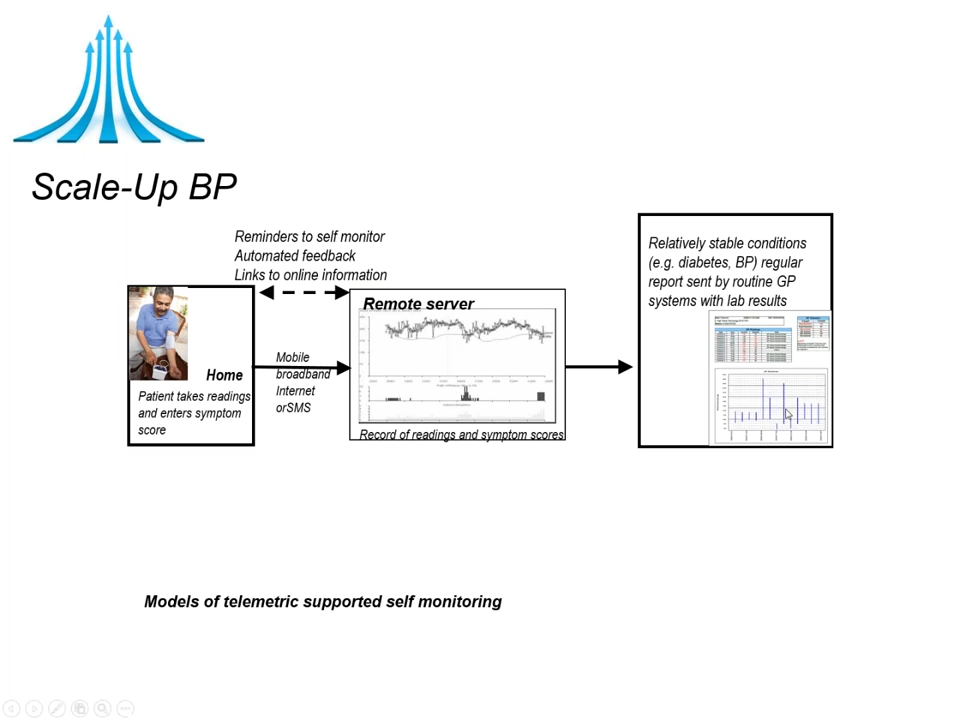 Scale-Up BP
Reminders to self monitor
Automated feedback
Links to online information
Home
Patient takes readings
and enters symptom
score
Mobile
broadband
Internet
orSMS
Remote server
Record of readings and symptom scores
Relatively stable conditions
(e.g. diabetes, BP) regular
report sent by routine GP
systems with lab results
Models of telemetric supported self monitoring